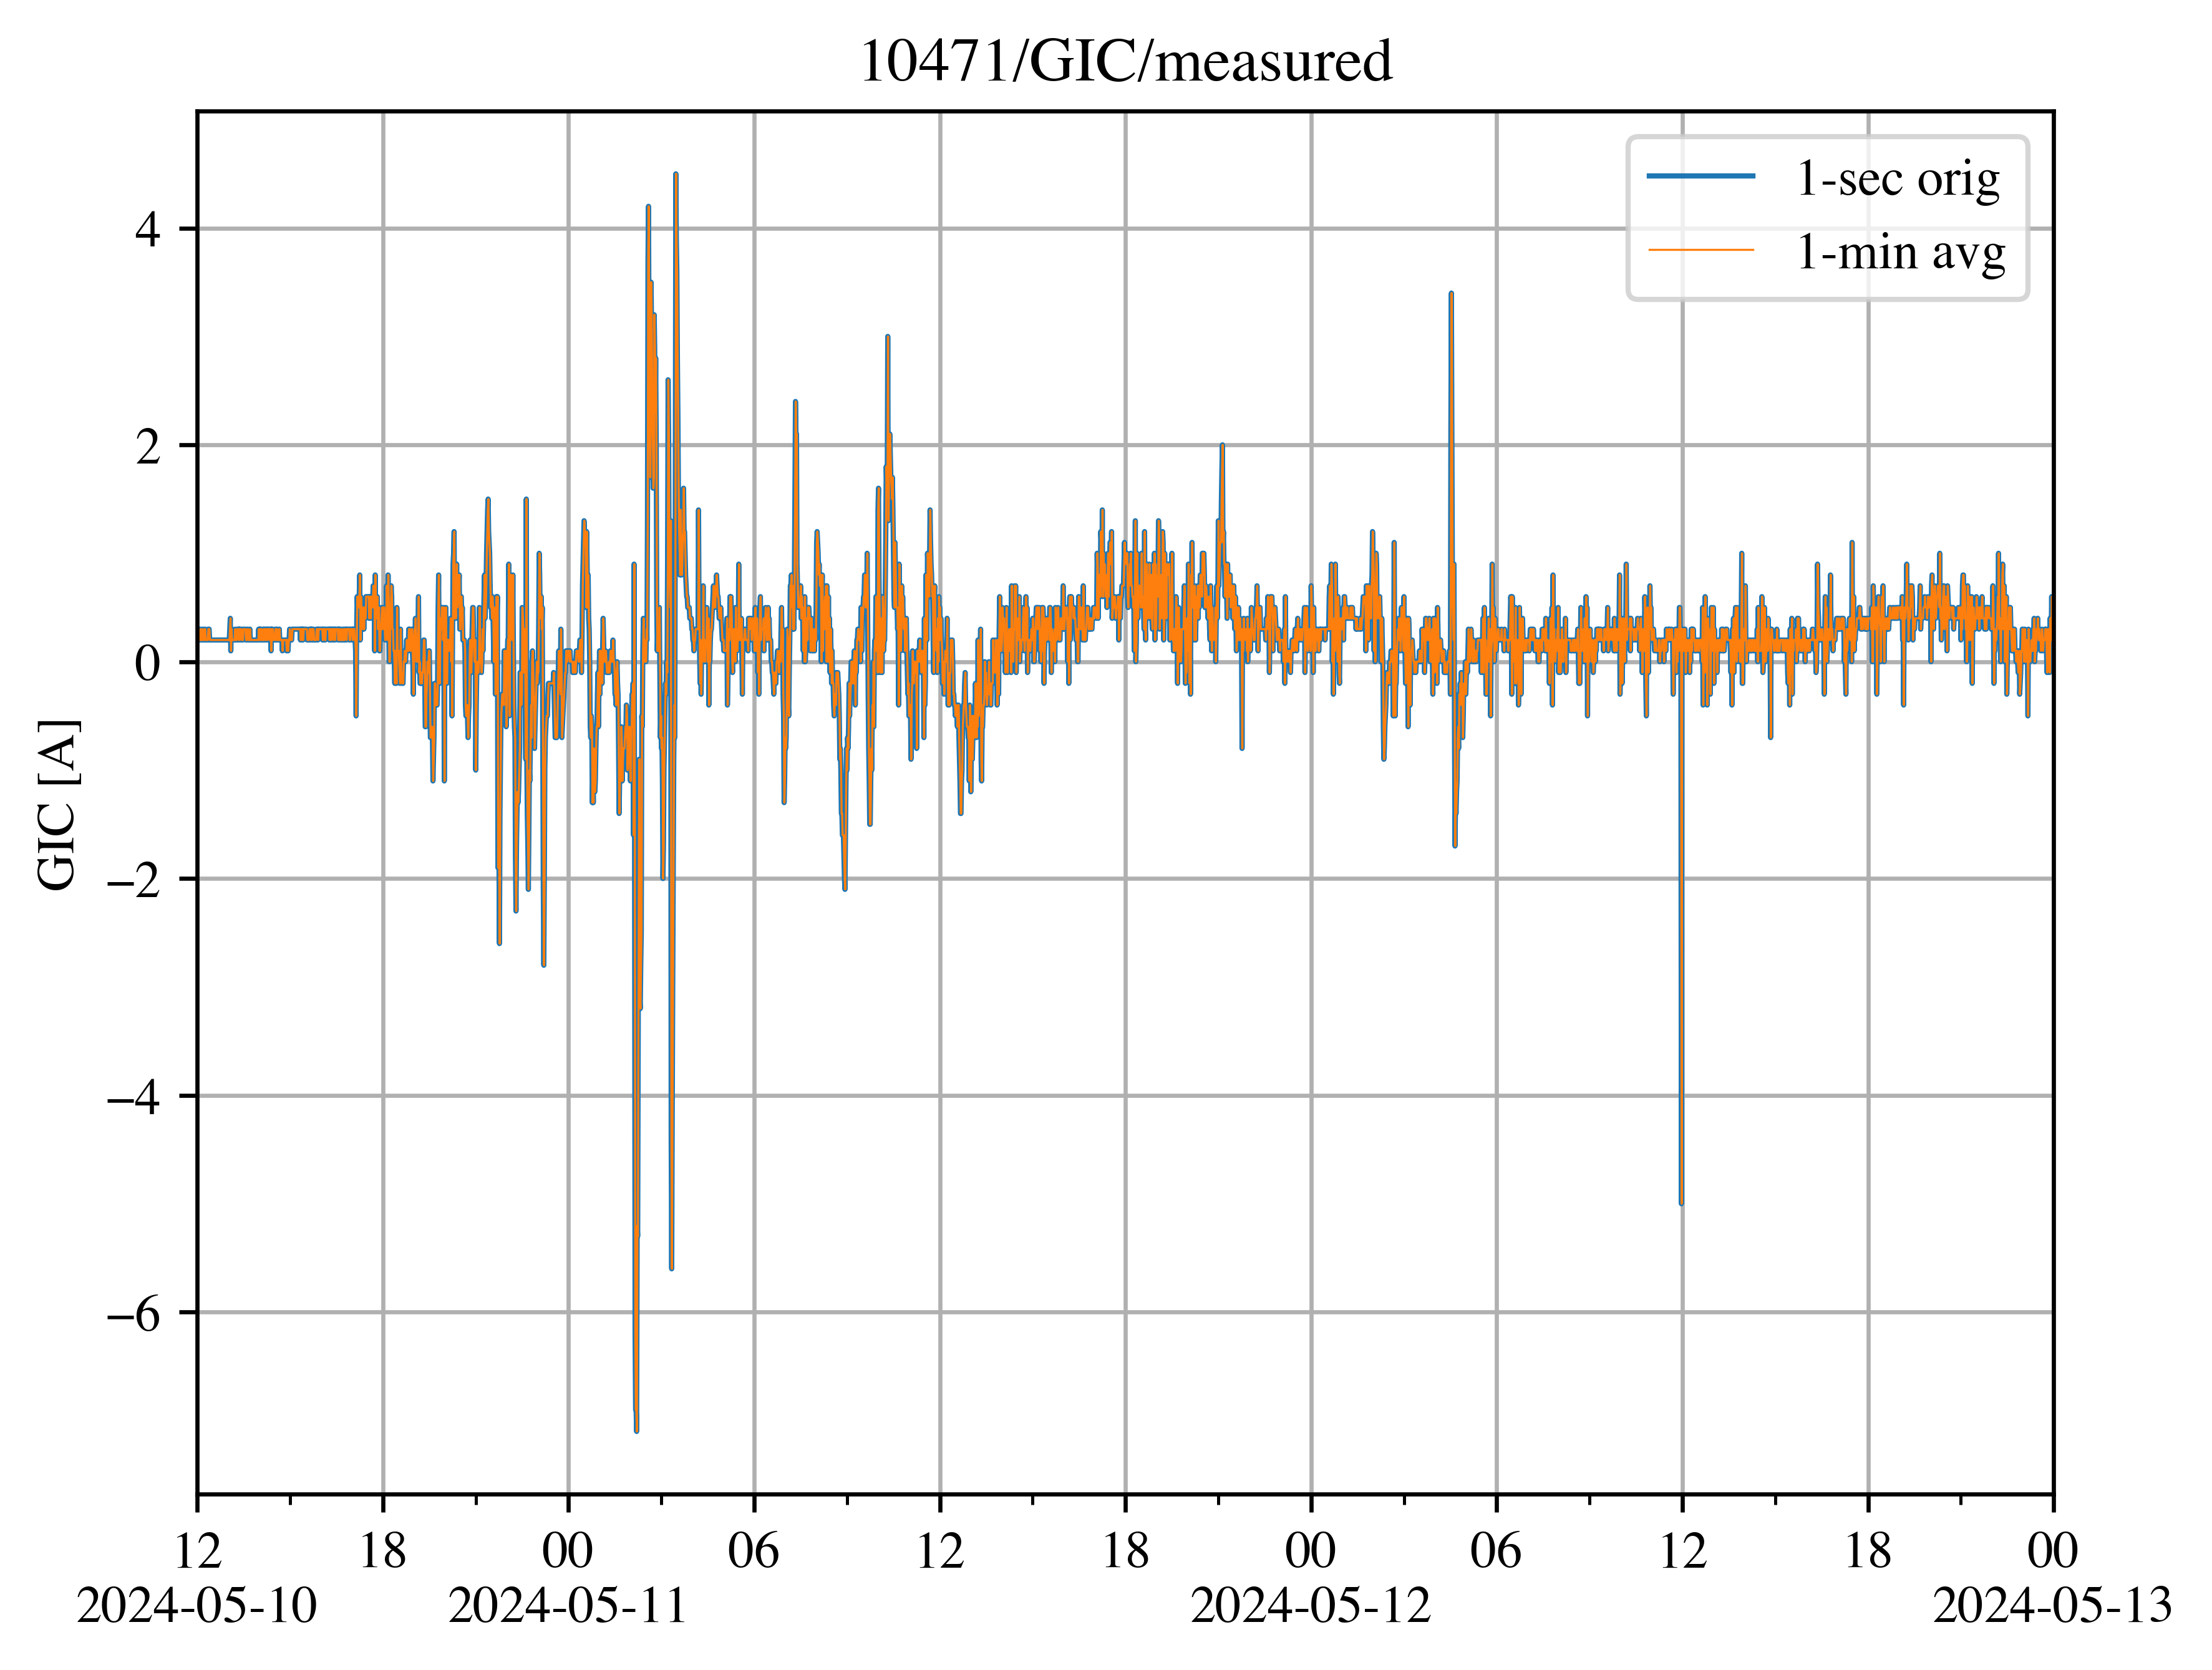 10471/GIC/measured
1-sec orig
1-min avg
GIC [A]
4
2
0
−2
−4
−6
12 18 00 06 12 18 00 06 12 18 00
2024-05-10 2024-05-11 2024-05-12 2024-05-13